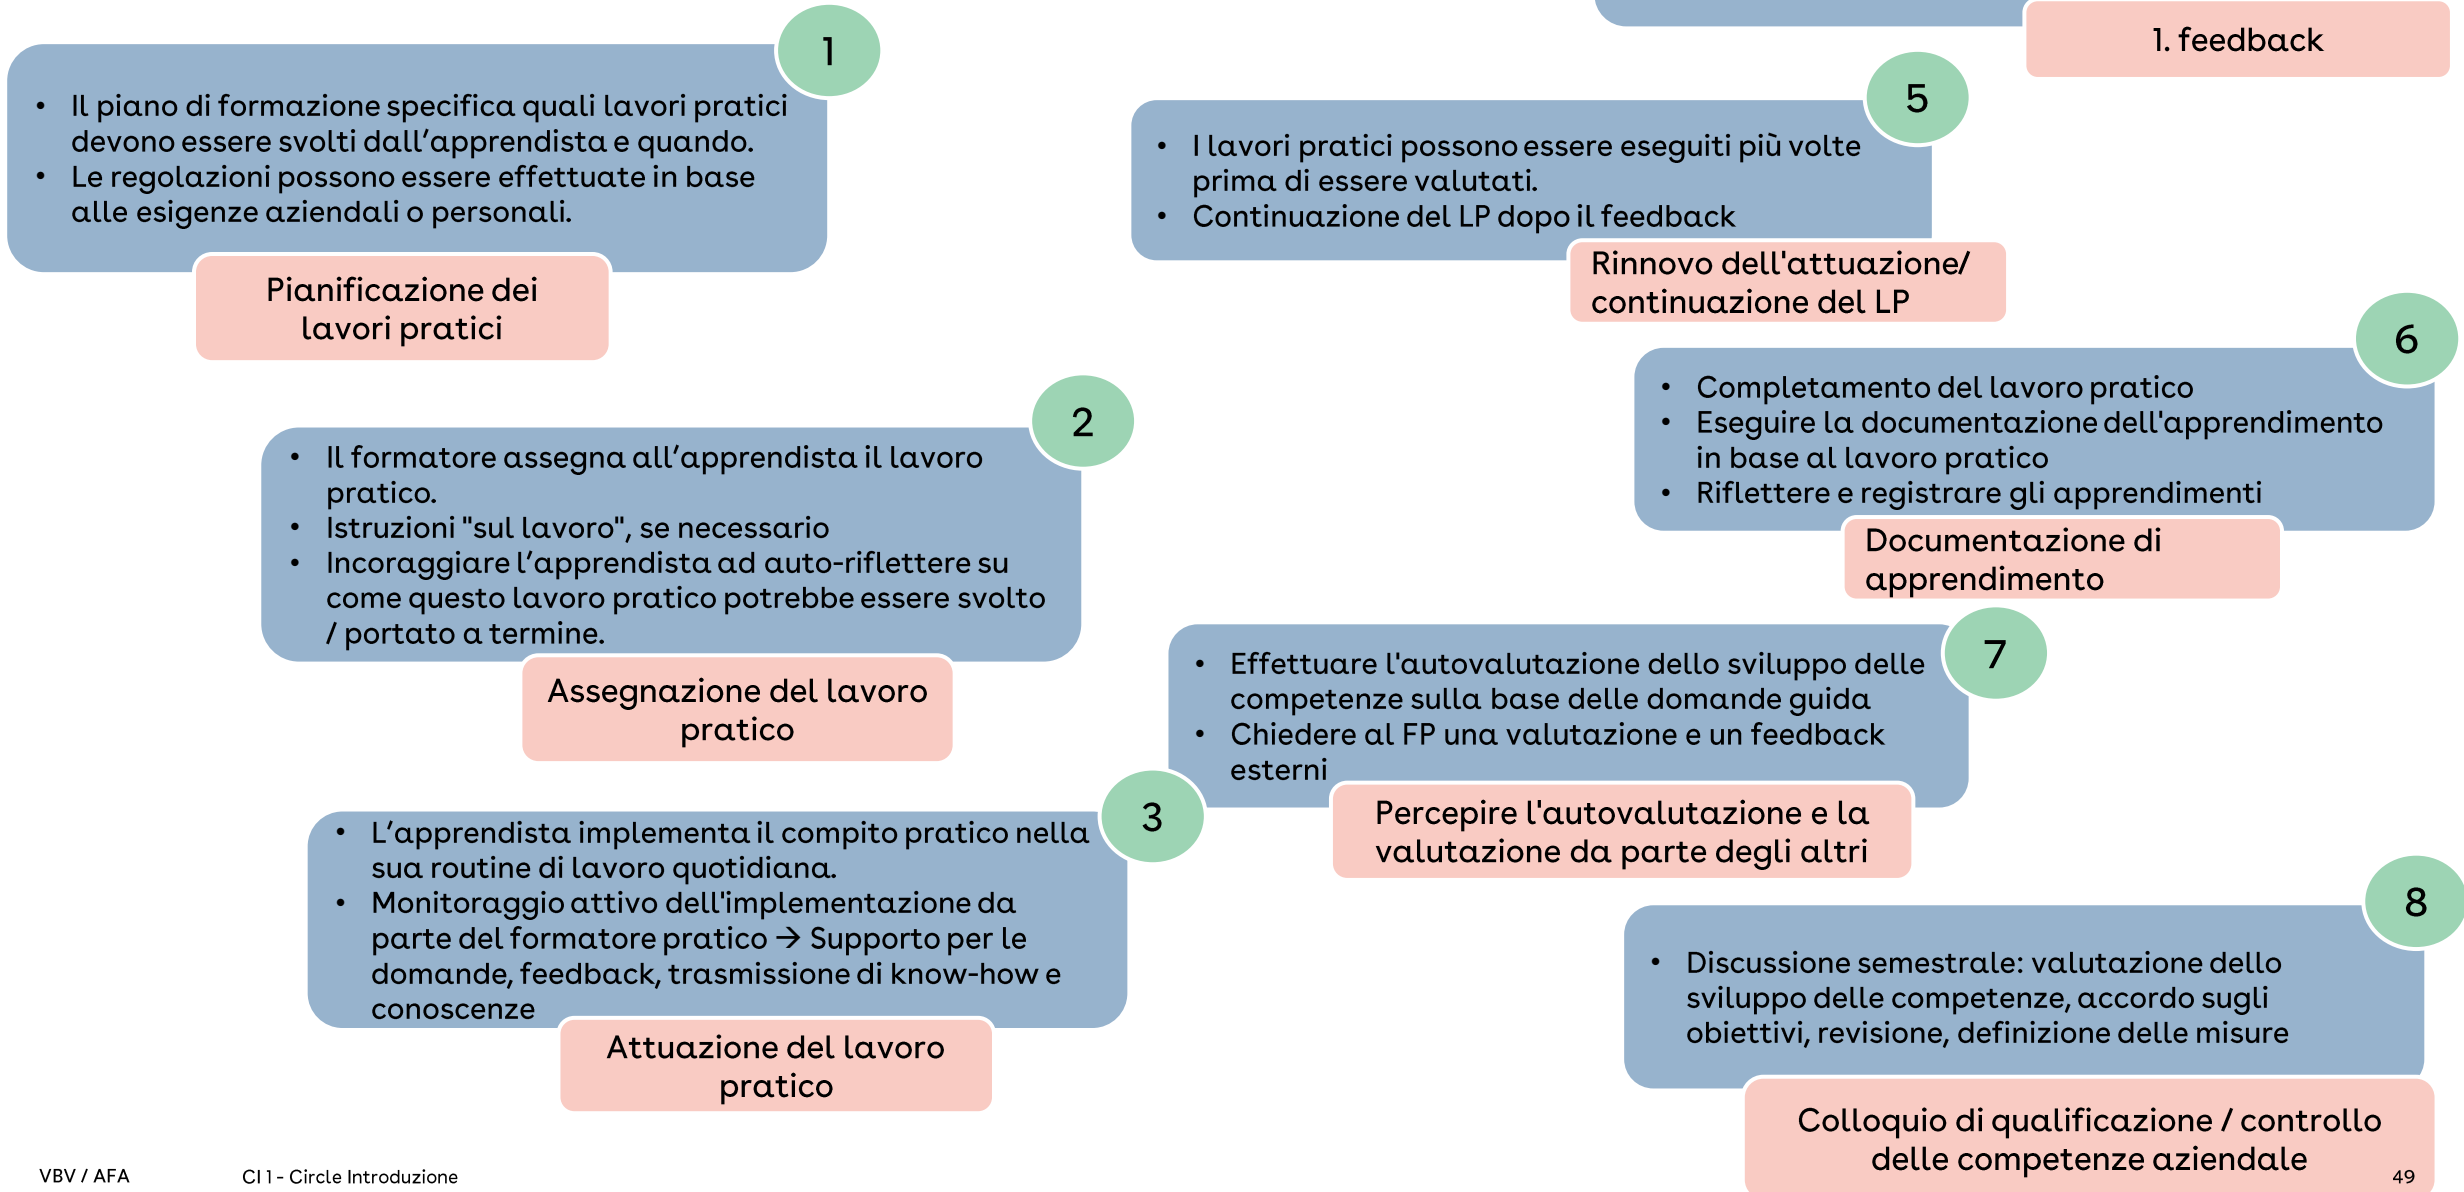 1
• Il piano di formazione specifica quali lavori pratici
devono essere svolti dall’apprendista e quando.
• Le regolazioni possono essere effettuate in base
alle esigenze aziendali o personali.
Pianificazione dei
lavori pratici
2
• Il formatore assegna all’apprendista il lavoro
pratico.
• Istruzioni "sul lavoro", se necessario
• Incoraggiare l’apprendista ad auto-riflettere su
come questo lavoro pratico potrebbe essere svolto
/ portato a termine.
Assegnazione del lavoro
pratico
3
• L’apprendista implementa il compito pratico nella
sua routine di lavoro quotidiana.
• Monitoraggio attivo dell'implementazione da
parte del formatore pratico → Supporto per le
domande, feedback, trasmissione di know-how e
conoscenze
Attuazione del lavoro
pratico
1. feedback
5
• I lavori pratici possono essere eseguiti più volte
prima di essere valutati.
• Continuazione del LP dopo il feedback
Rinnovo dell'attuazione/
continuazione del LP
6
• Completamento del lavoro pratico
• Eseguire la documentazione dell'apprendimento
in base al lavoro pratico
• Riflettere e registrare gli apprendimenti
Documentazione di
apprendimento
7
• Effettuare l'autovalutazione dello sviluppo delle
competenze sulla base delle domande guida
• Chiedere al FP una valutazione e un feedback
esterni
Percepire l'autovalutazione e la
valutazione da parte degli altri
8
• Discussione semestrale: valutazione dello
sviluppo delle competenze, accordo sugli
obiettivi, revisione, definizione delle misure
Colloquio di qualificazione / controllo
delle competenze aziendale
VBV / AFA
CI 1 - Circle Introduzione
49